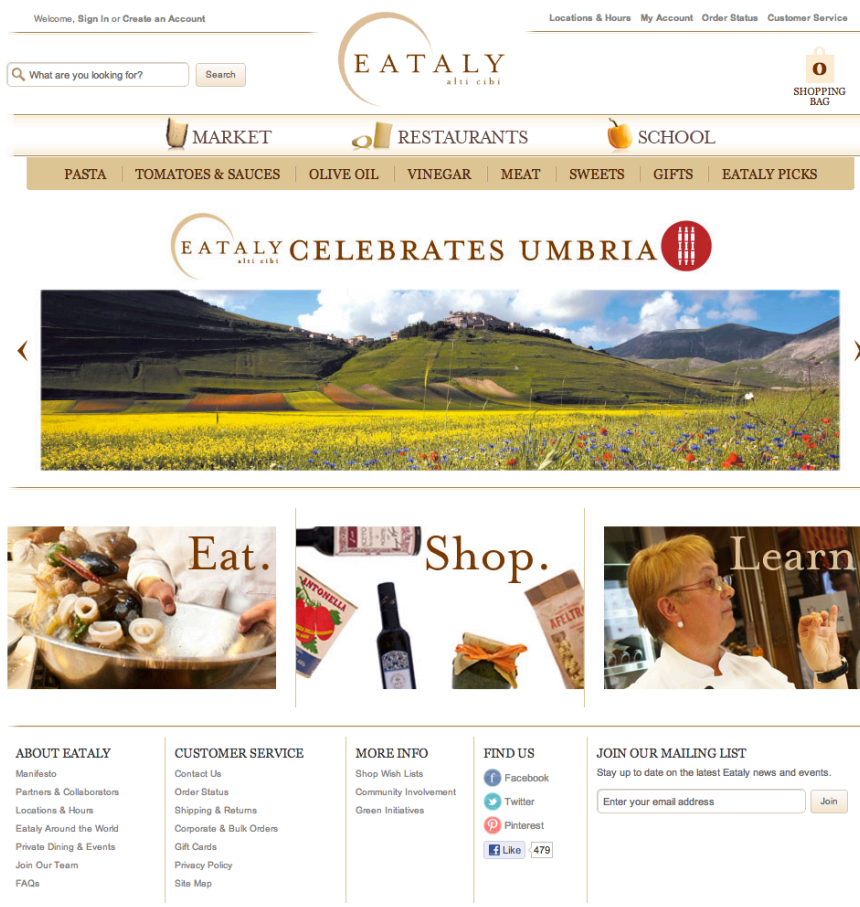 Welcome, Sign In or Create an Account
Locations & Hours My Account Order Status Customer Service
EATALY
alti cibi
What are you looking for? Search
0
SHOPPING
BAG
MARKET RESTAURANTS SCHOOL
PASTA TOMATOES & SAUCES OLIVE OIL VINEGAR MEAT SWEETS GIFTS EATALY PICKS
EATALY CELEBRATES UMBRIA
alti cibi
Eat. Shop. Learn
ANTONELLA
AFELTRA
ABOUT EATALY
Manifesto
Partners & Collaborators
Locations & Hours
Eataly Around the World
Private Dining & Events
Join Our Team
FAQs
CUSTOMER SERVICE
Contact Us
Order Status
Shipping & Returns
Corporate & Bulk Orders
Gift Cards
Privacy Policy
Site Map
MORE INFO
Shop Wish Lists
Community Involvement
Green Initiatives
FIND US
Facebook
Twitter
Pinterest
Like 479
JOIN OUR MAILING LIST
Stay up to date on the latest Eataly news and events.
Enter your email address Join